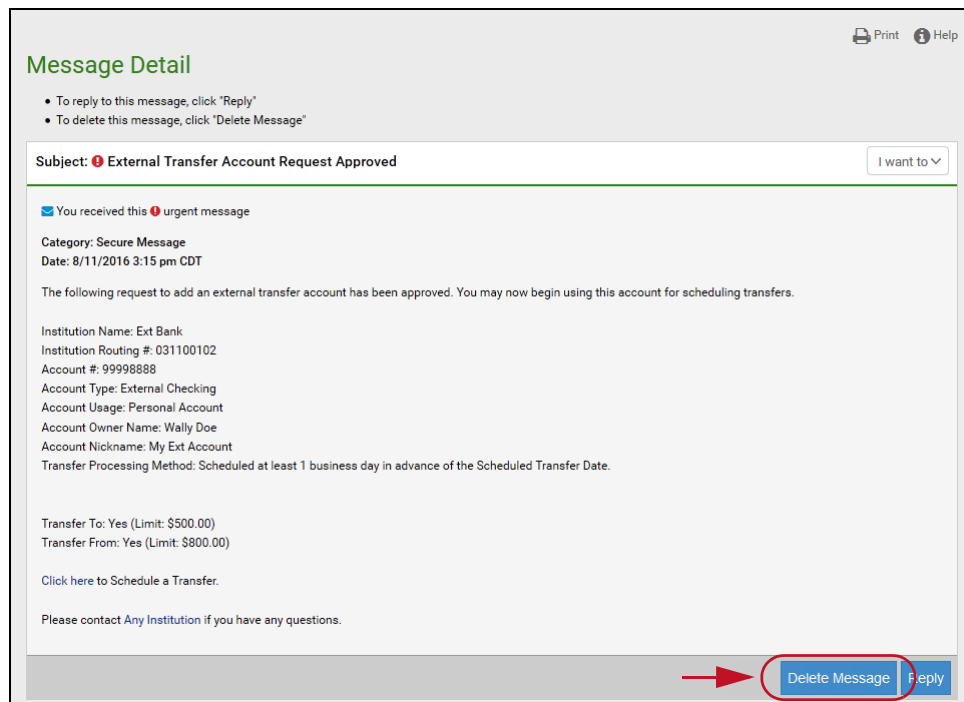 Print Help
Message Detail
• To reply to this message, click "Reply"
• To delete this message, click "Delete Message"
Subject: External Transfer Account Request Approved
I want to
You received this urgent message
Category: Secure Message
Date: 8/11/2016 3:15 pm CDT
The following request to add an external transfer account has been approved. You may now begin using this account for scheduling transfers.
Institution Name: Ext Bank
Institution Routing #: 031100102
Account #: 99998888
Account Type: External Checking
Account Usage: Personal Account
Account Owner Name: Wally Doe
Account Nickname: My Ext Account
Transfer Processing Method: Scheduled at least 1 business day in advance of the Scheduled Transfer Date.
Transfer To: Yes (Limit: $500.00)
Transfer From: Yes (Limit: $800.00)
Click here to Schedule a Transfer.
Please contact Any Institution if you have any questions.
Delete Message Reply